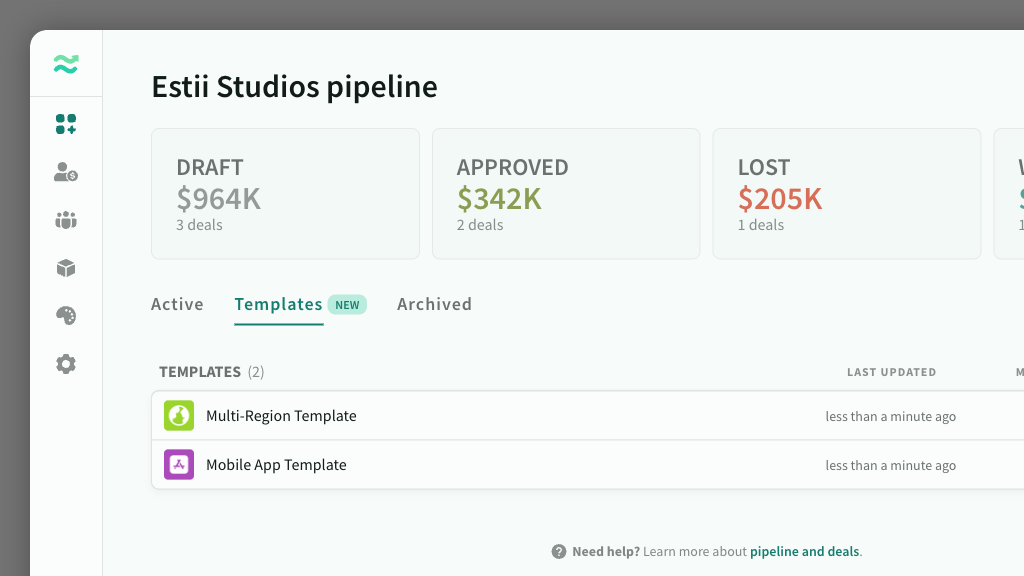 Estii Studios pipeline
DRAFT
$964K
3 deals
APPROVED
$342K
2 deals
LOST
$205K
1 deals
Active
Templates NEW
Archived
TEMPLATES (2)
LAST UPDATED
Multi-Region Template
less than a minute ago
Mobile App Template
less than a minute ago
Need help? Learn more about pipeline and deals.